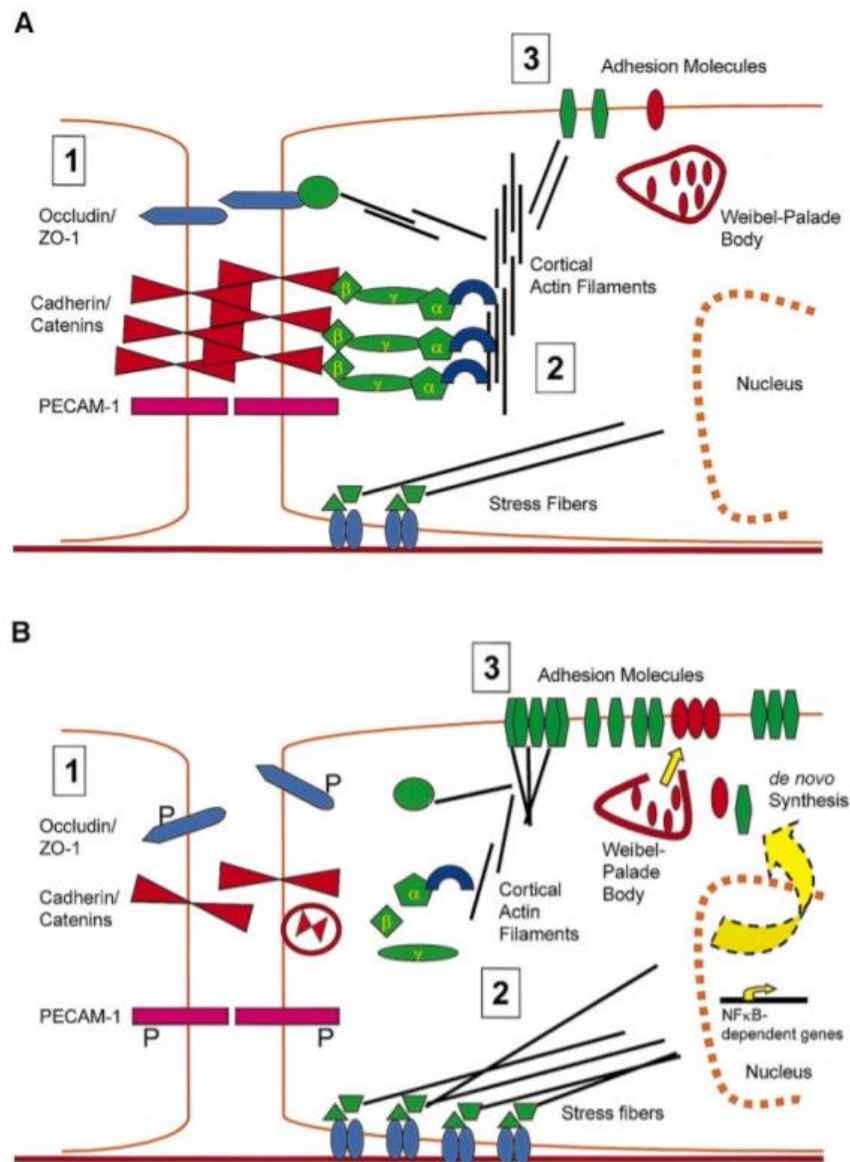 A
3
Adhesion Molecules
1
Occludin/
ZO-1
Weibel-Palade
Body
Cortical
Actin Filaments
Cadherin/
Catenins
β γ α
β γ α
β γ α
2
Nucleus
PECAM-1
Stress Fibers
B
3
Adhesion Molecules
1
P
P
de novo
Synthesis
Occludin/
ZO-1
Weibel-
Palade
Body
Cadherin/
Catenins
α
β
γ
Cortical
Actin
Filaments
2
PECAM-1
P
P
NFκB-
dependent genes
Nucleus
Stress fibers